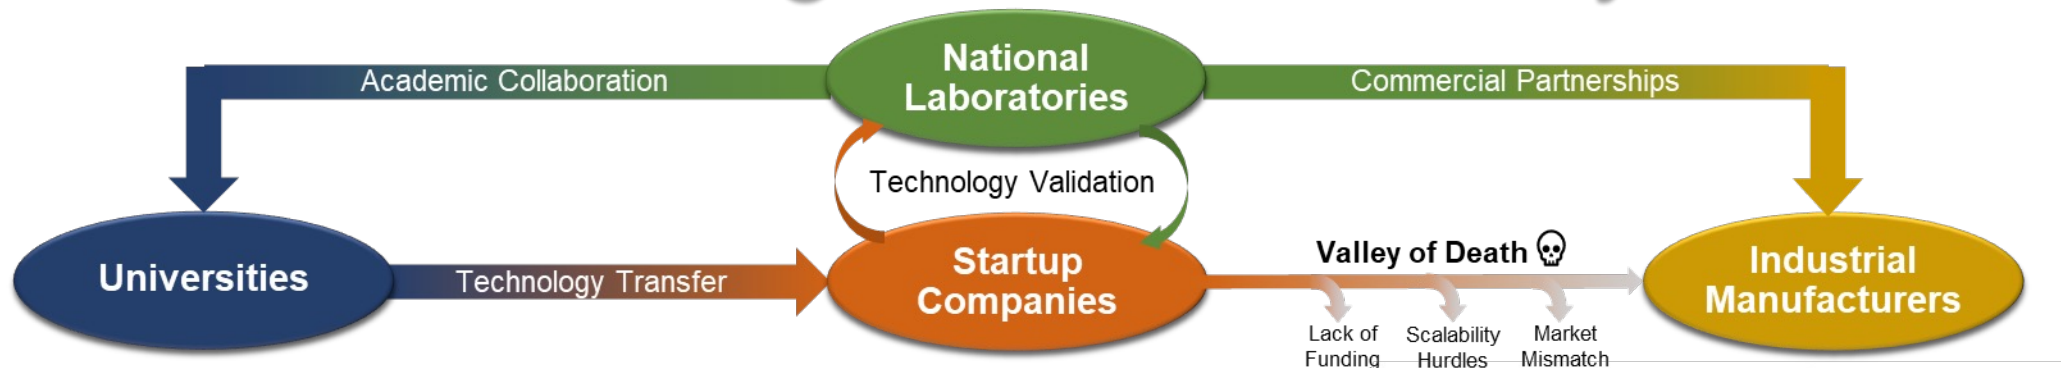 National
Laboratories
Academic Collaboration
Commercial Partnerships
Technology Validation
Universities
Technology Transfer
Startup
Companies
Valley of Death
Lack of
Funding
Scalability
Hurdles
Market
Mismatch
Industrial
Manufacturers